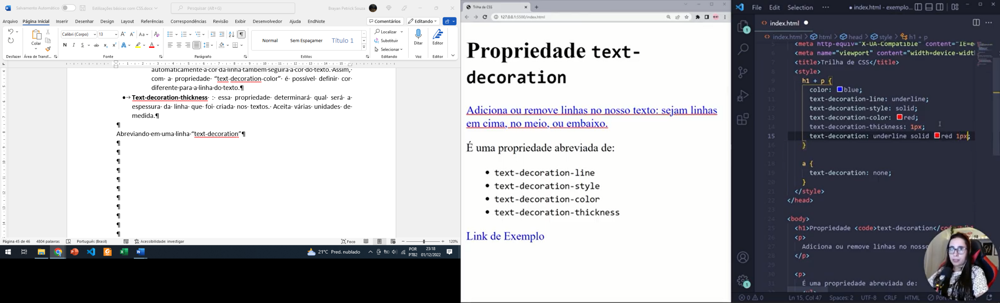 Salvamento Automático
Estilizações básicas com CSS.docx
Pesquisar (Alt+G)
Brayan Petrick Souza
Arquivo Página Inicial Inserir Desenhar Design Layout Referências Correspondências Revisão Exibir Desenvolvedor Ajuda EndNote
Comentários
Editando
Calibri (Corpo) 13
Colar
N I S ab x₂ x²
Normal Sem Espaçamer Título 1
Localizar
Substituir
Selecionar
Ditar
Editor
Desfazer Área de Transf... Fonte Parágrafo Estilos Editando Voz Editor
automaticamente a cor da linha também seguirá a cor do texto. Assim,
com a propriedade “text-decoration-color” é possível definir cor
diferente para a linha do texto.¶
Text-decoration-thickness : essa propriedade determinará qual será a
espessura da linha que foi criada nos textos. Aceita várias unidades de
medida.¶
¶
Abreviando em uma linha “text-decoration”¶
¶
¶
¶
¶
¶
¶
¶
¶
¶
¶
¶
Página 45 de 46 4804 palavras Português (Brasil) Acessibilidade: investigar Foco 120%
21°C Pred. nublado
POR
PTB2
23:18
01/12/2022
Trilha de CSS
127.0.0.1:5500/index.html
Propriedade text-
decoration
Adiciona ou remove linhas no nosso texto: sejam linhas
em cima, no meio, ou embaixo.
É uma propriedade abreviada de:
text-decoration-line
text-decoration-style
text-decoration-color
text-decoration-thickness
Link de Exemplo
File Edit Selection ··· ● index.html - exemplo...
index.html
index.html > html > head > style > h1 + p
5 <meta http-equiv="X-UA-Compatible" content="IE=e
6 <meta name="viewport" content="width=device-widt
7 <title>Trilha de CSS</title>
8 <style>
9 h1 + p {
10 color: blue;
11 text-decoration-line: underline;
12 text-decoration-style: solid;
13 text-decoration-color: red;
14 text-decoration-thickness: 1px;
15 text-decoration: underline solid red 1px;
16 }
17
18 a {
19 text-decoration: none;
20 }
21 </style>
22 </head>
23
24 <body>
25 <h1>Propriedade <code>text-decoration</code>
26 <p>
27 Adiciona ou remove linhas no nosso
28 </p>
29
30 <p>
31 É uma propriedade abreviada de:
<ul>
0 0 Ln 15, Col 47 Spaces: 2 UTF-8 CRLF HTML